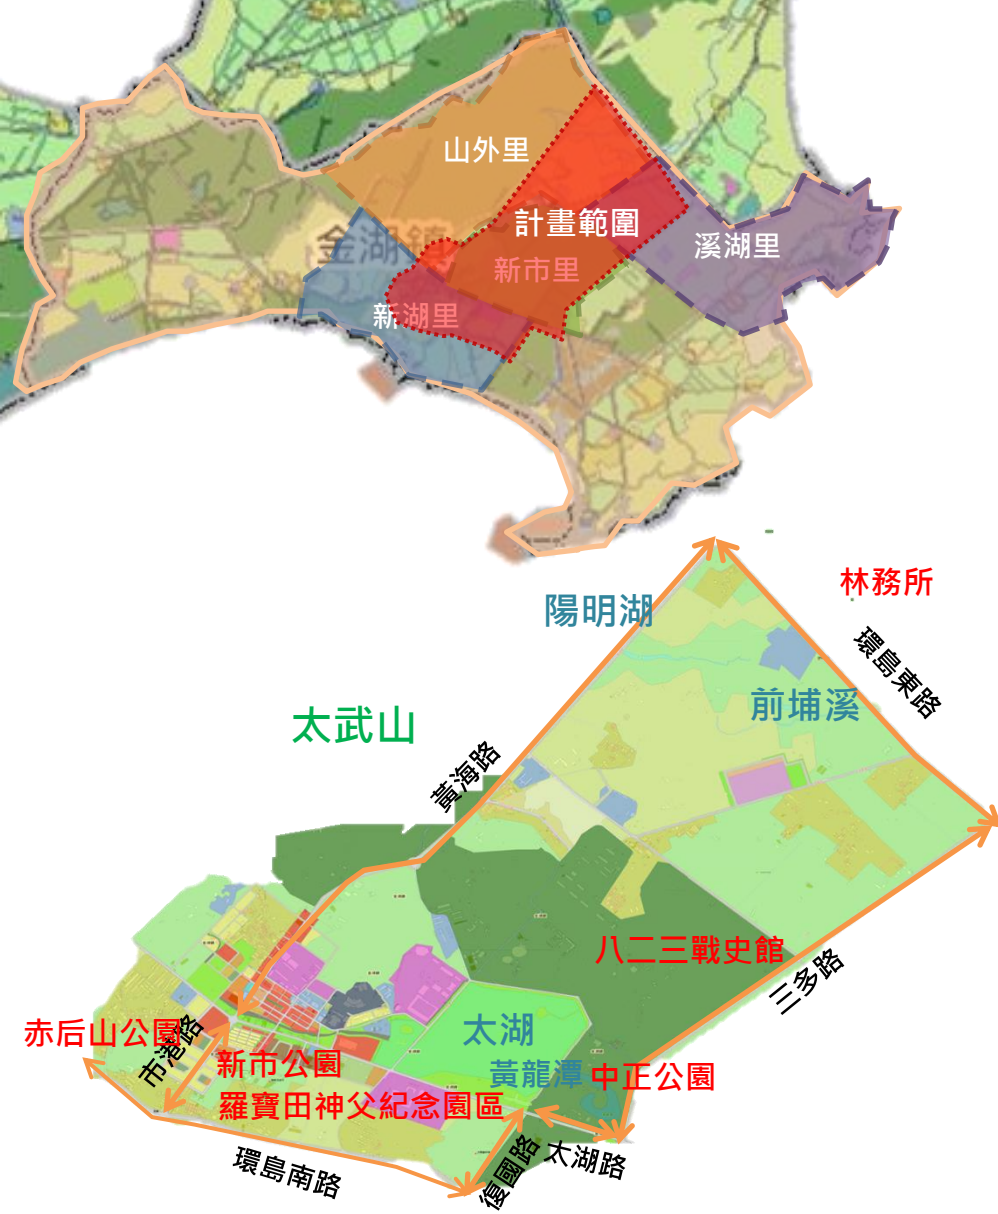 山外里
計畫範圍
金湖鎮
溪湖里
新市里
新湖里
林務所
陽明湖
環島東路
前埔溪
太武山
黃海路
八二三戰史館
三多路
赤后山公園
市港路
太湖
新市公園
黃龍潭
中正公園
羅寶田神父紀念園區
復國路
太湖路
環島南路